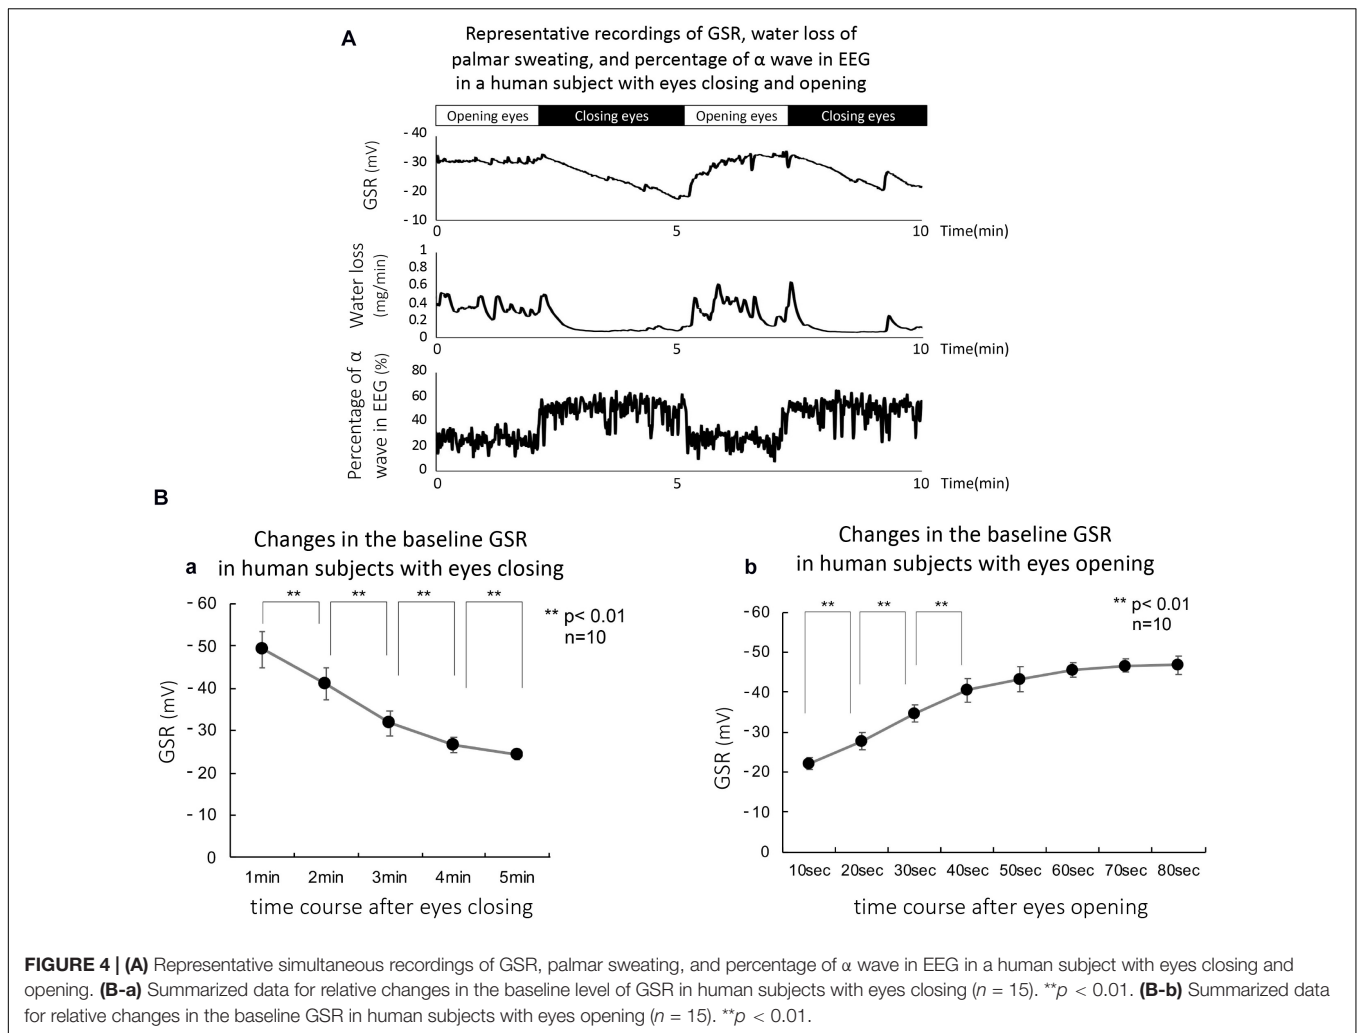 A
Representative recordings of GSR, water loss of
palmar sweating, and percentage of α wave in EEG
in a human subject with eyes closing and opening
Opening eyes Closing eyes Opening eyes Closing eyes
GSR (mV)
- 40
- 30
- 20
- 10
0 5 10 Time(min)
Water loss
(mg/min)
1
0.8
0.6
0.4
0.2
0
0 5 10 Time(min)
Percentage of α
wave in EEG (%)
80
60
40
20
0
0 5 10 Time(min)
B
a
Changes in the baseline GSR
in human subjects with eyes closing
** ** ** **
** p< 0.01
n=10
GSR (mV)
- 60
- 50
- 40
- 30
- 20
- 10
0
1min 2min 3min 4min 5min
time course after eyes closing
b
Changes in the baseline GSR
in human subjects with eyes opening
** ** **
** p< 0.01
n=10
GSR (mV)
-60
-50
-40
-30
-20
-10
0
10sec 20sec 30sec 40sec 50sec 60sec 70sec 80sec
time course after eyes opening
FIGURE 4 | (A) Representative simultaneous recordings of GSR, palmar sweating, and percentage of α wave in EEG in a human subject with eyes closing and
opening. (B-a) Summarized data for relative changes in the baseline level of GSR in human subjects with eyes closing (n = 15). **p < 0.01. (B-b) Summarized data
for relative changes in the baseline GSR in human subjects with eyes opening (n = 15). **p < 0.01.